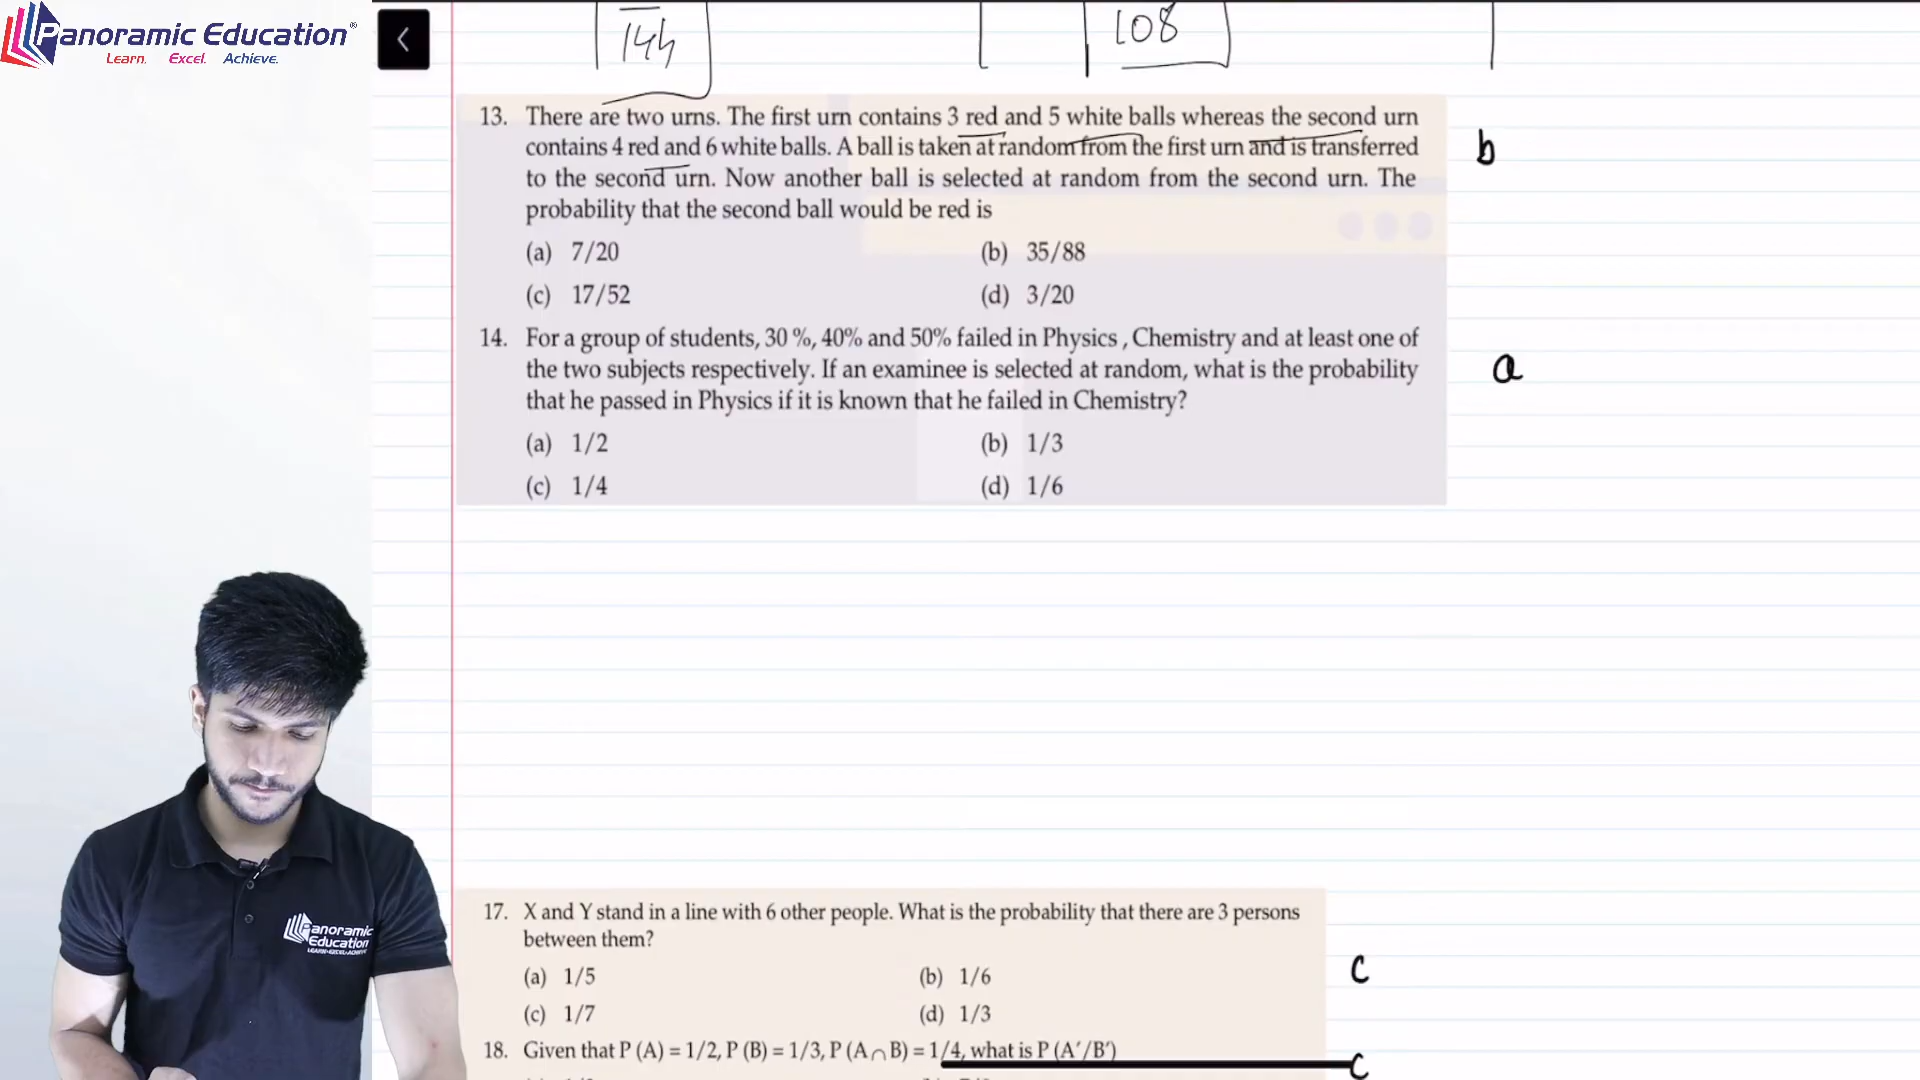 Panoramic Education®
Learn. Excel. Achieve.
144
108
13. There are two urns. The first urn contains 3 red and 5 white balls whereas the second urn
contains 4 red and 6 white balls. A ball is taken at random from the first urn and is transferred
to the second urn. Now another ball is selected at random from the second urn. The
probability that the second ball would be red is
b
(a) 7/20 (b) 35/88
(c) 17/52 (d) 3/20
14. For a group of students, 30 %, 40% and 50% failed in Physics , Chemistry and at least one of
the two subjects respectively. If an examinee is selected at random, what is the probability
that he passed in Physics if it is known that he failed in Chemistry?
a
(a) 1/2 (b) 1/3
(c) 1/4 (d) 1/6
Panoramic
Education
LEARN•EXCEL•ACHIEVE
17. X and Y stand in a line with 6 other people. What is the probability that there are 3 persons
between them?
(a) 1/5 (b) 1/6
c
(c) 1/7 (d) 1/3
18. Given that P (A) = 1/2, P (B) = 1/3, P (A∩B) = 1/4, what is P (A′/B′)
c